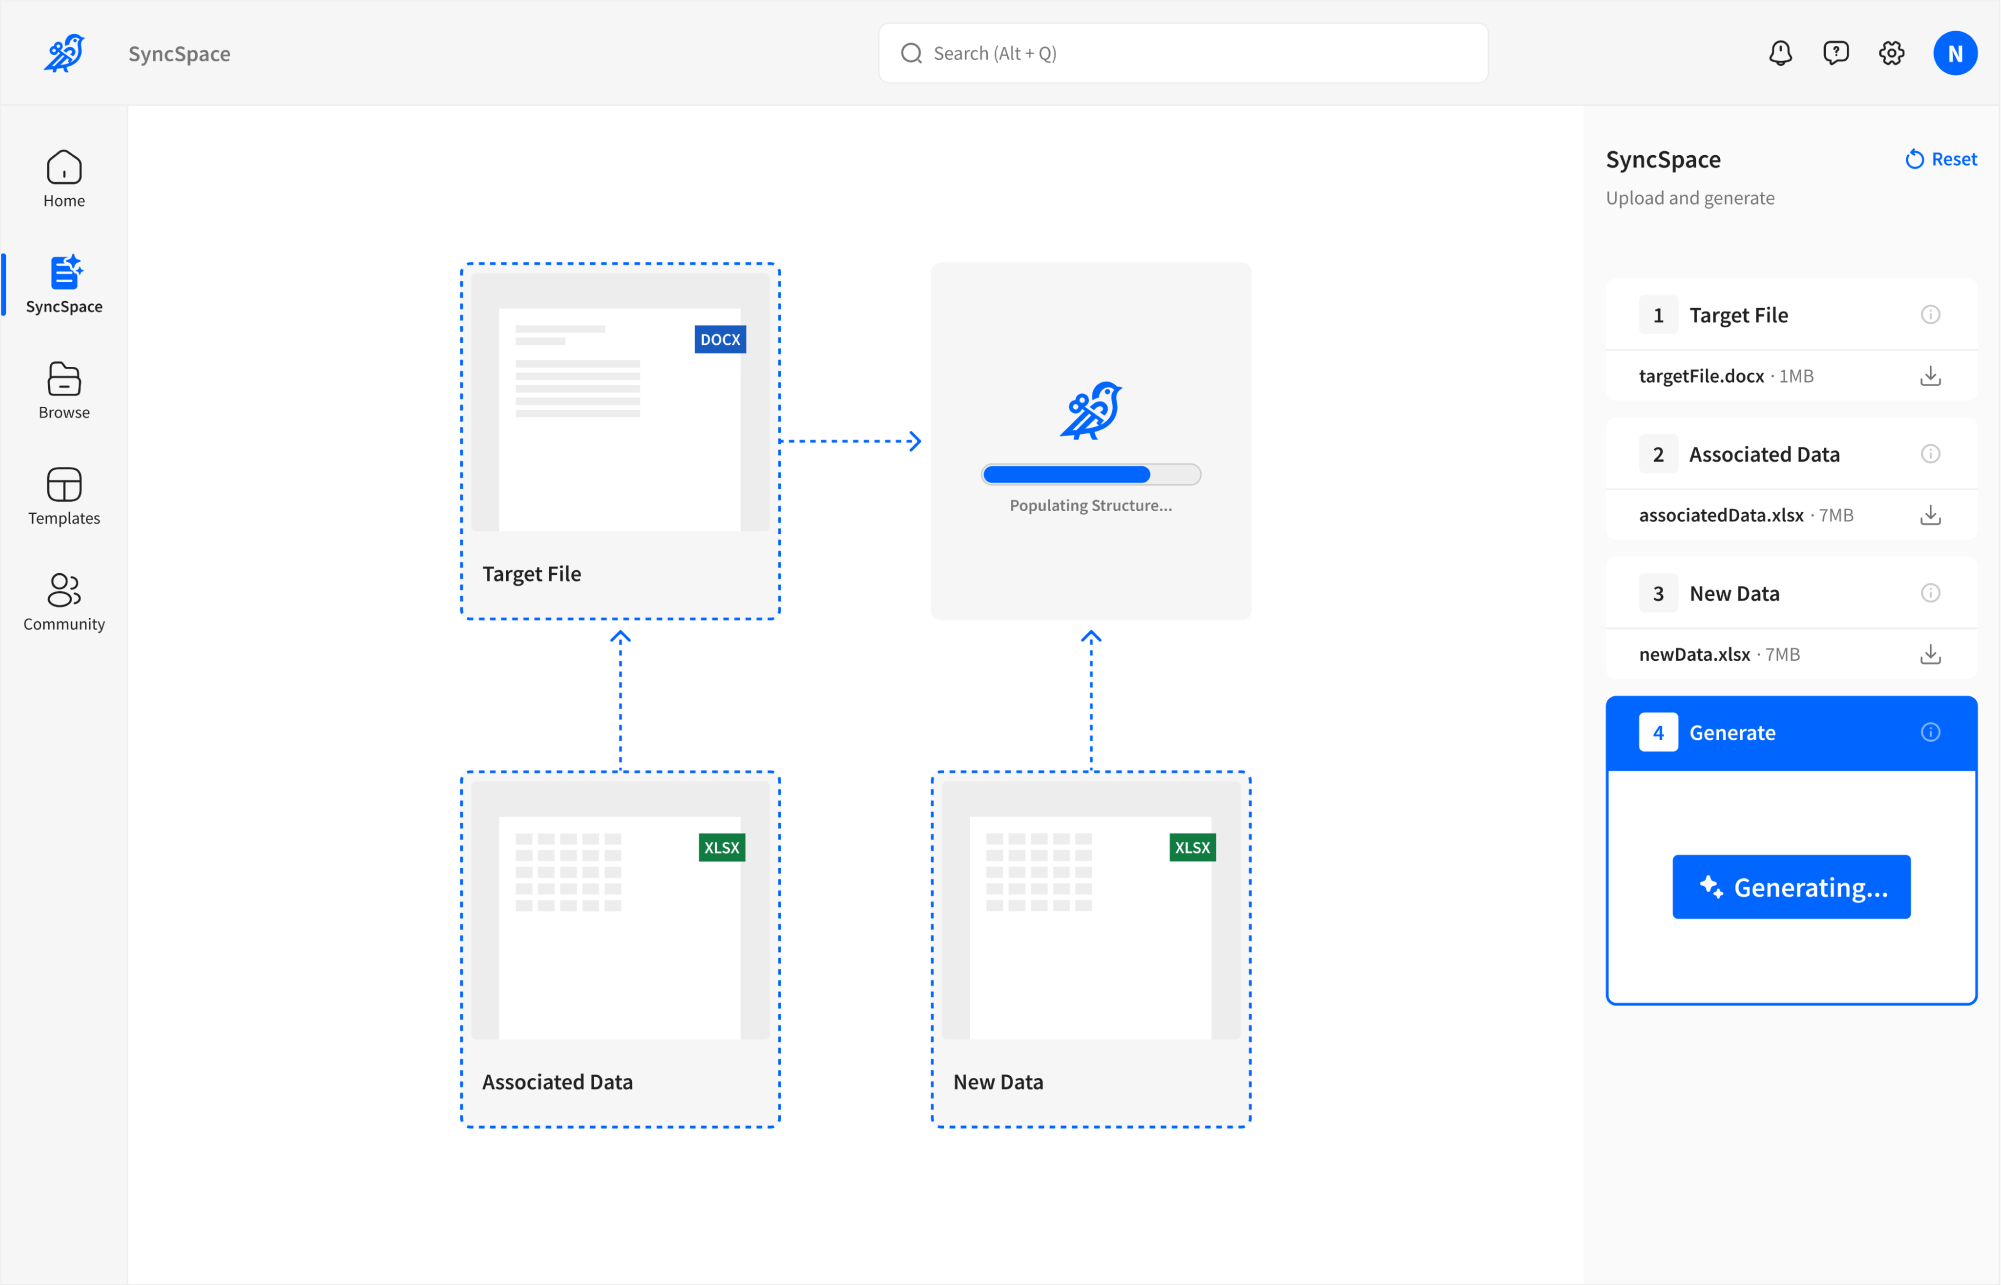 SyncSpace
Search (Alt + Q)
N
Home
SyncSpace
Browse
Templates
Community
DOCX
Target File
Populating Structure...
XLSX
Associated Data
XLSX
New Data
SyncSpace
Reset
Upload and generate
1 Target File
targetFile.docx · 1MB
2 Associated Data
associatedData.xlsx · 7MB
3 New Data
newData.xlsx · 7MB
4 Generate
Generating...